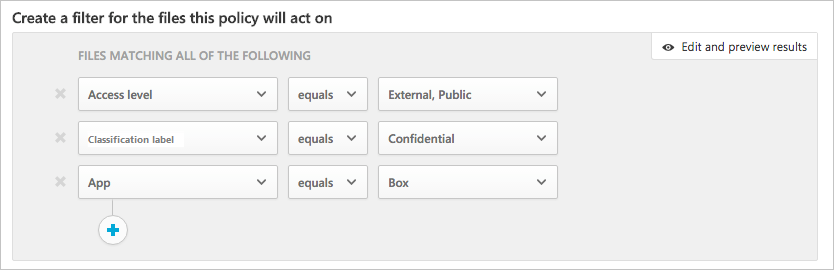 Create a filter for the files this policy will act on
Edit and preview results
FILES MATCHING ALL OF THE FOLLOWING
Access level equals External, Public
Classification label equals Confidential
App equals Box